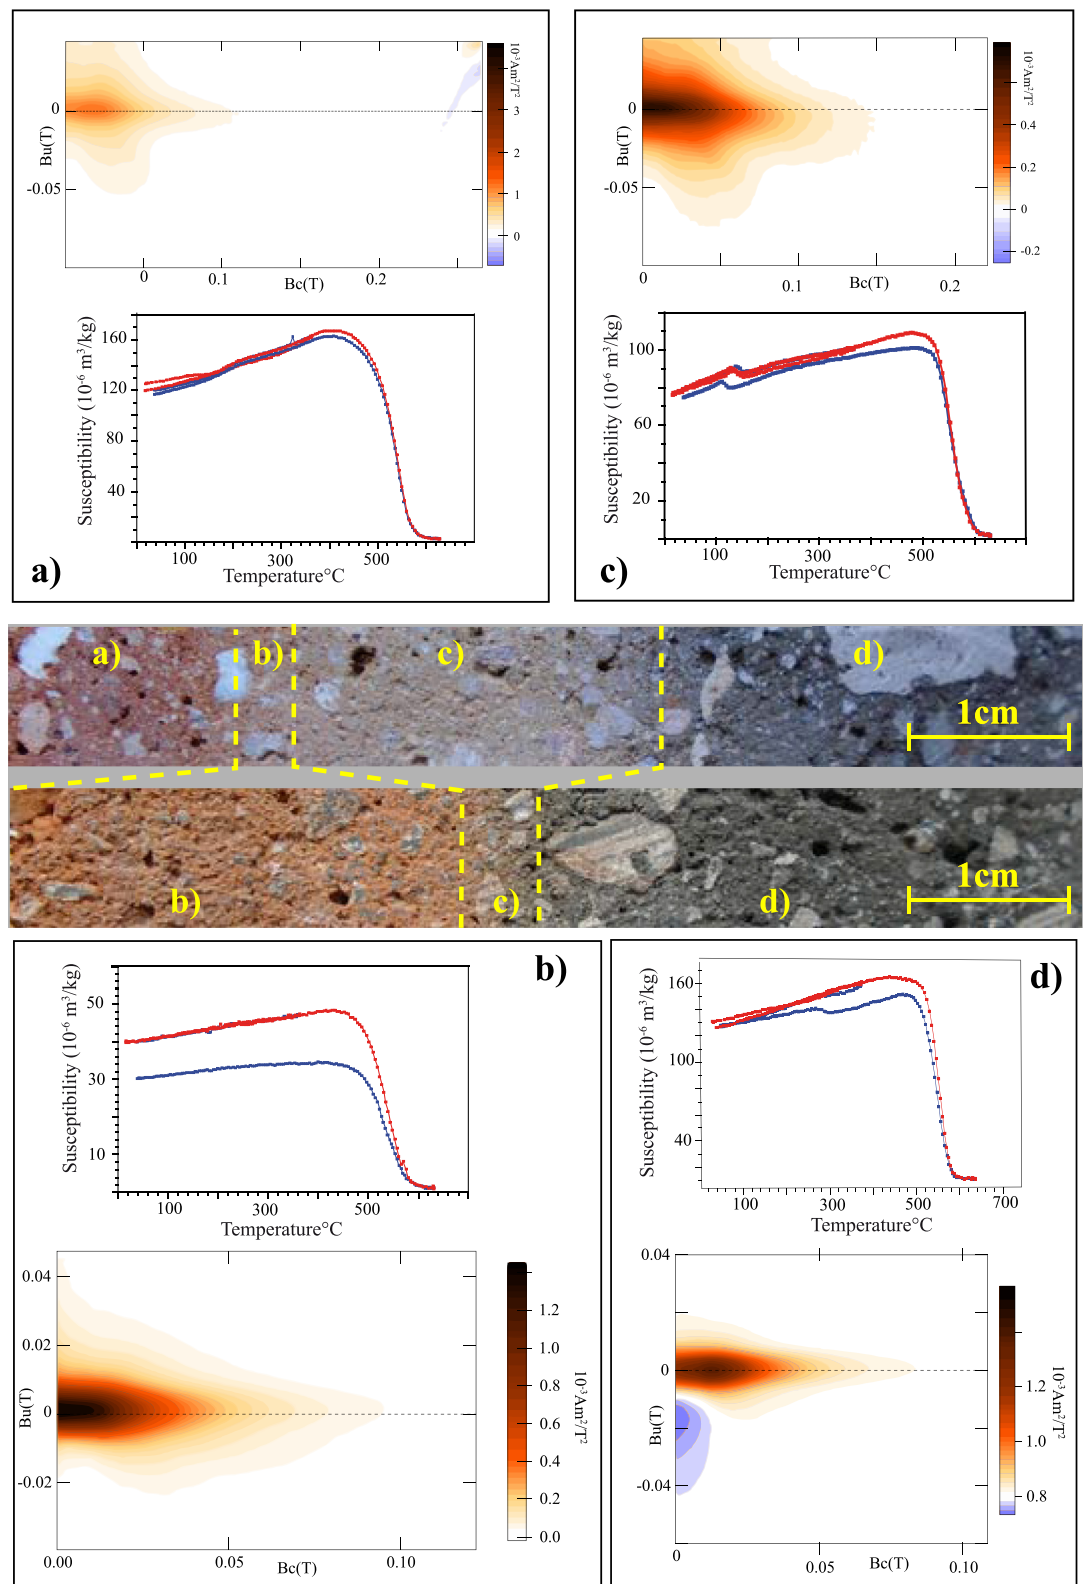 0
-0.05
Bu(T)
0
0.1
0.2
Bc(T)
10⁻³Am²/T²
3
2
1
0
160
120
80
40
Susceptibility (10⁻⁶ m³/kg)
100
300
500
Temperature°C
a)
0
-0.05
Bu(T)
0
0.1
0.2
Bc(T)
10⁻³Am²/T²
0.4
0.2
0
-0.2
100
60
20
Susceptibility (10⁻⁶ m³/kg)
100
300
500
Temperature°C
c)
a)
b)
c)
d)
1cm
b)
c)
d)
1cm
b)
50
30
10
Susceptibility (10⁻⁶ m³/kg)
100
300
500
Temperature°C
0.04
0.02
0
-0.02
Bu(T)
0.00
0.05
0.10
Bc(T)
1.2
0.8
0.6
0.4
0.2
0.0
10⁻³Am²/T²
d)
160
100
40
Susceptibility (10⁻⁶ m³/kg)
100
300
500
700
Temperature°C
0.04
0
-0.04
Bu(T)
0
0.05
0.10
Bc(T)
1.2
1.0
0.8
10⁻³Am²/T²